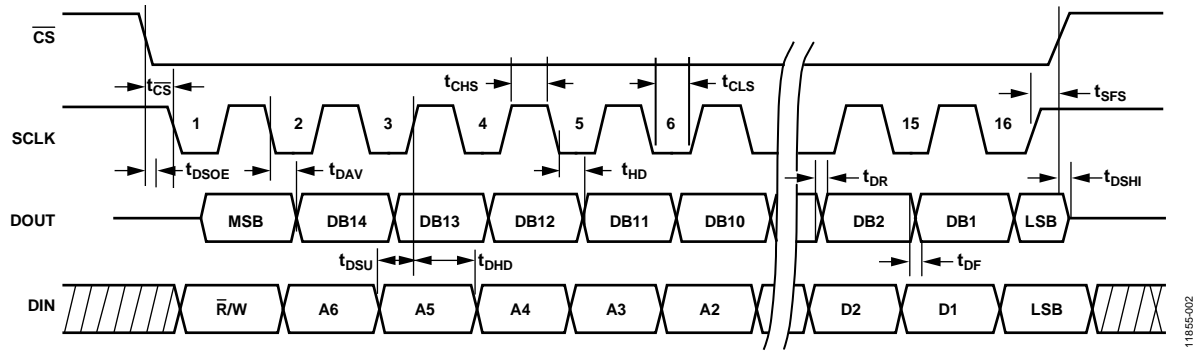 CS
tCS
tCHS
tCLS
tSFS
SCLK
1 2 3 4 5 6 15 16
tDSOE
tDAV
tHD
tDR
tDSHI
DOUT
MSB DB14 DB13 DB12 DB11 DB10 DB2 DB1 LSB
tDSU
tDHD
tDF
DIN
R/W A6 A5 A4 A3 A2 D2 D1 LSB
11855-002